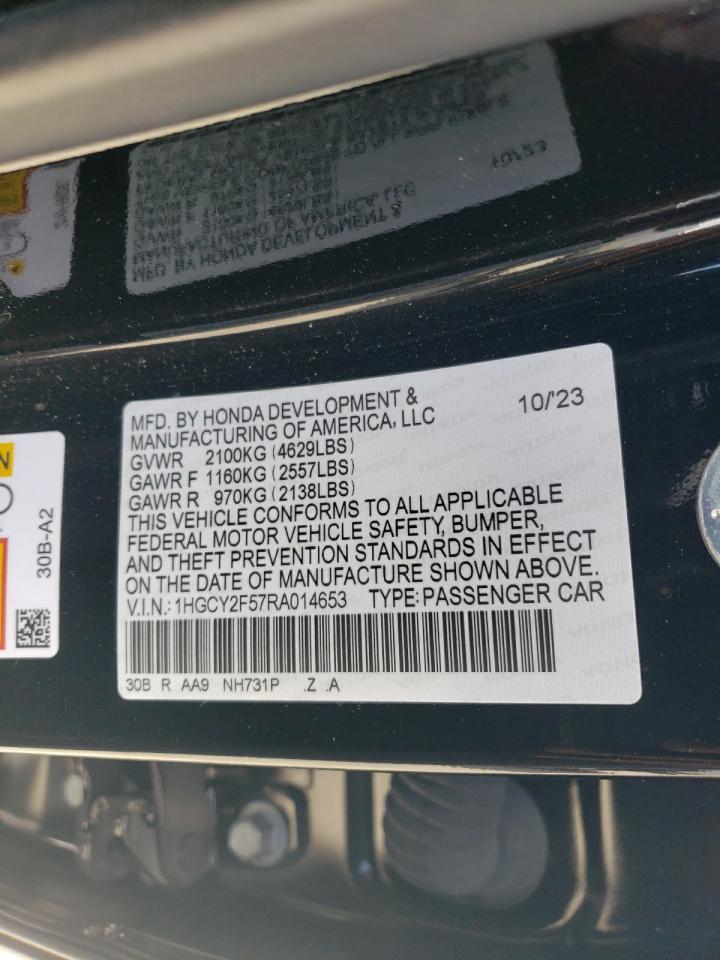 MFD. BY HONDA DEVELOPMENT &
MANUFACTURING OF AMERICA, LLC
10/'23
GVWR 2100KG (4629LBS)
GAWR F 1160KG (2557LBS)
GAWR R 970KG (2138LBS)
THIS VEHICLE CONFORMS TO ALL APPLICABLE
FEDERAL MOTOR VEHICLE SAFETY, BUMPER,
AND THEFT PREVENTION STANDARDS IN EFFECT
ON THE DATE OF MANUFACTURE SHOWN ABOVE.
V.I.N.: 1HGCY2F57RA014653 TYPE: PASSENGER CAR
30B R AA9 NH731P .Z .A
30B-A2